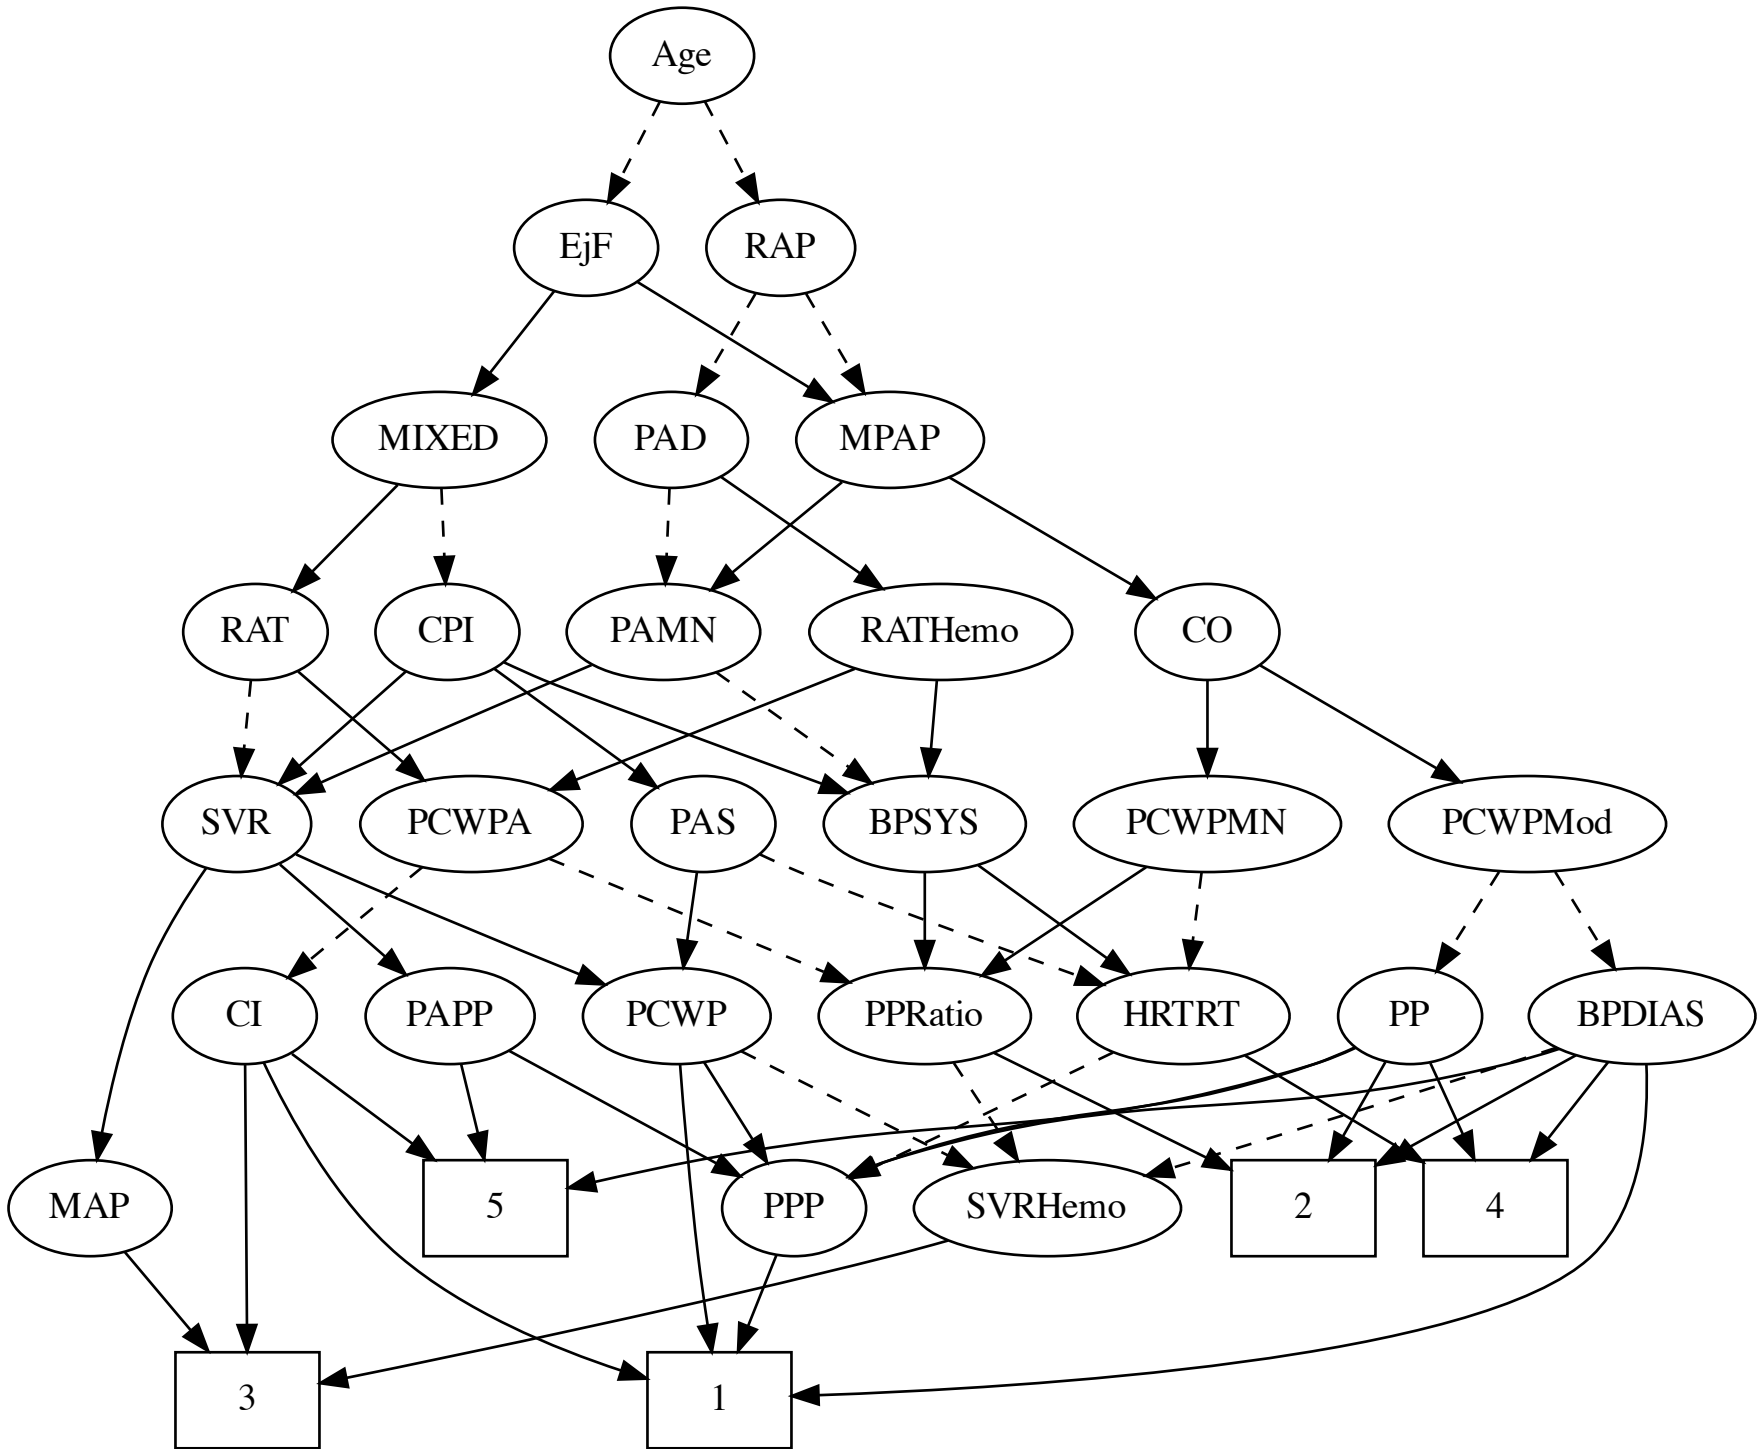 Age
EjF
RAP
MIXED
PAD
MPAP
RAT
CPI
PAMN
RATHemo
CO
SVR
PCWPA
PAS
BPSYS
PCWPMN
PCWPMod
CI
PAPP
PCWP
PPRatio
HRTRT
PP
BPDIAS
MAP
5
PPP
SVRHemo
2
4
3
1